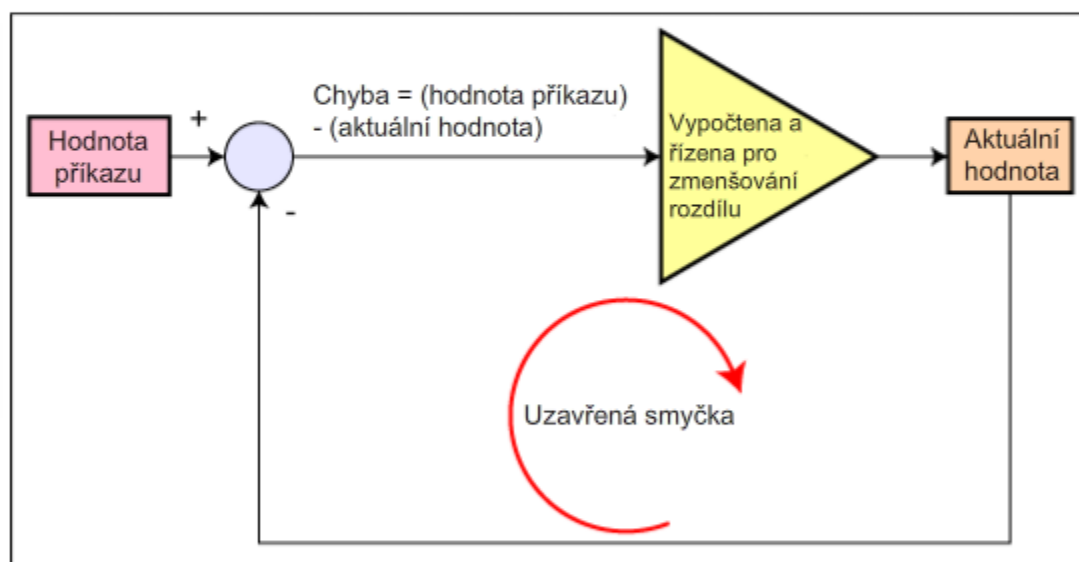 Hodnota
příkazu
+
-
Chyba = (hodnota příkazu)
- (aktuální hodnota)
Vypočtena a
řízena pro
zmenšování
rozdílu
Aktuální
hodnota
Uzavřená smyčka